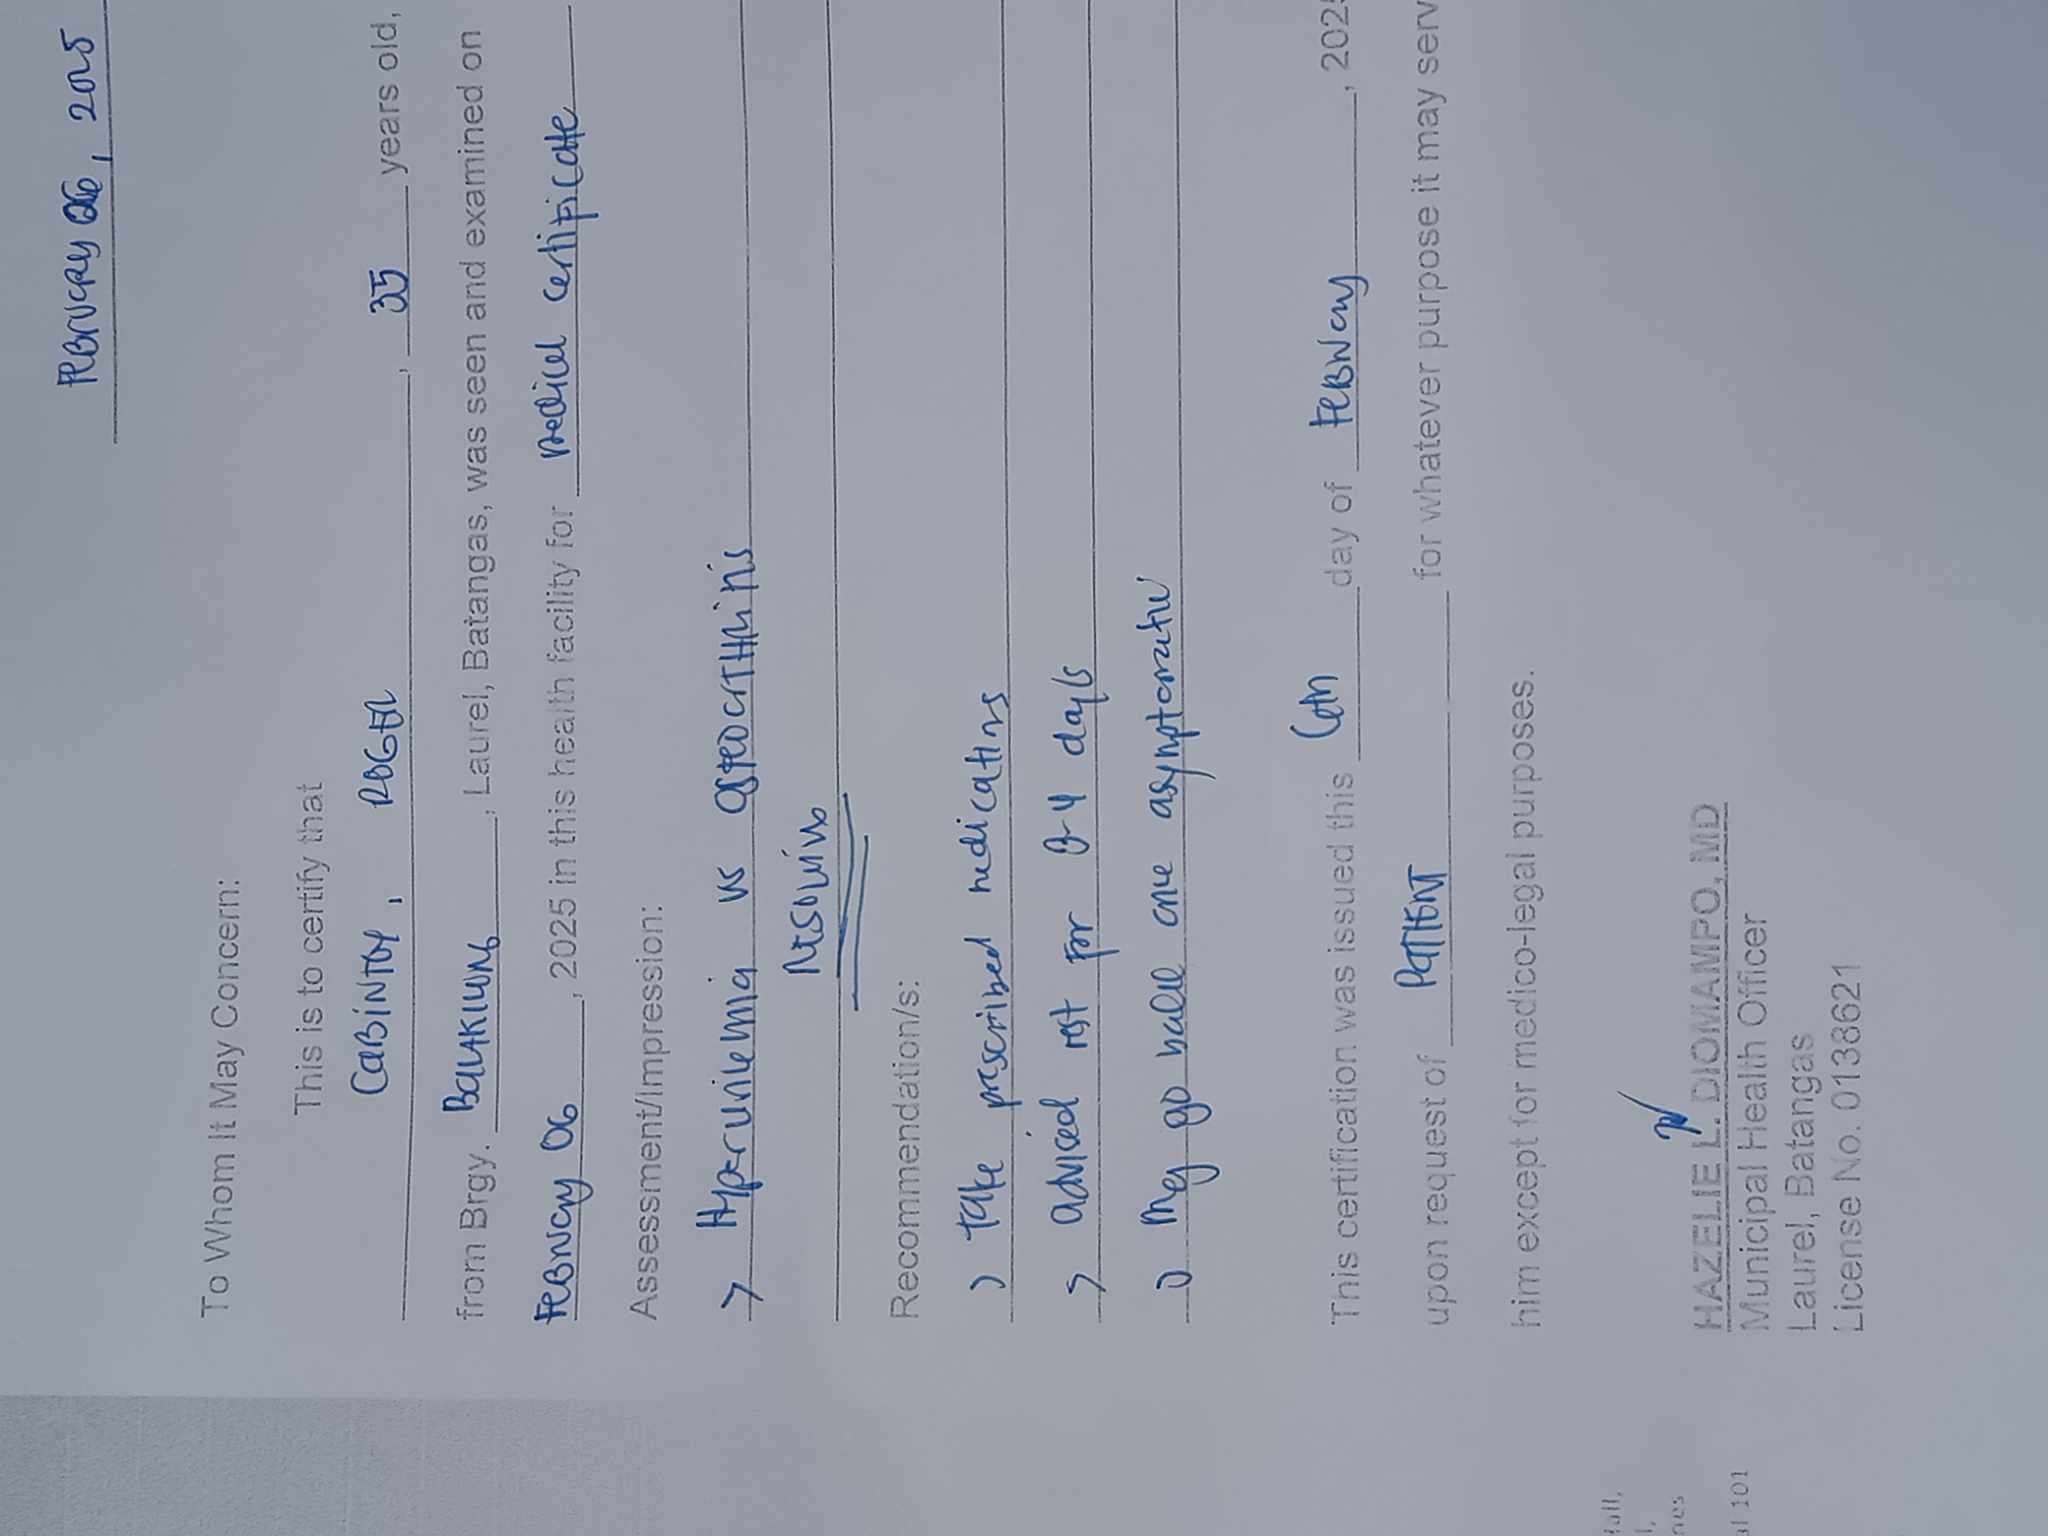 FEBRUARY 06, 2025
To Whom It May Concern:
This is to certify that
CABINTOY, ROGEL, 35 years old,
from Brgy. BALAKILONG, Laurel, Batangas, was seen and examined on
FEBRUARY 06, 2025 in this health facility for Medical certificate
Assessment/Impression:
> Hyperuricemia vs osteoarthritis
resolving
Recommendation/s:
> take prescribed medications
> advised rest for 3-4 days
> May go back once asymptomatic
This certification was issued this 6th day of FEBRUARY, 2025
upon request of PATIENT for whatever purpose it may serv
him except for medico-legal purposes.
HAZELIE L. DIOMAMPO, MD
Municipal Health Officer
Laurel, Batangas
License No. 0138621
al 101